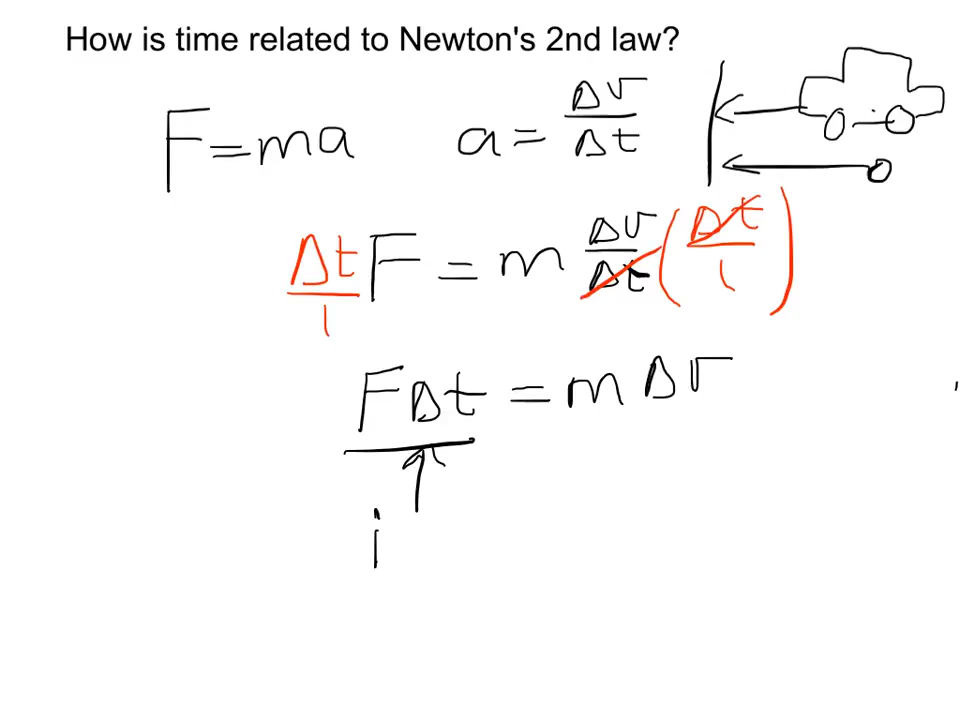 How is time related to Newton's 2nd law?
F=ma a=Δv/Δt
Δt/1 F = m Δv/Δt (Δt/1)
FΔt = mΔv
i